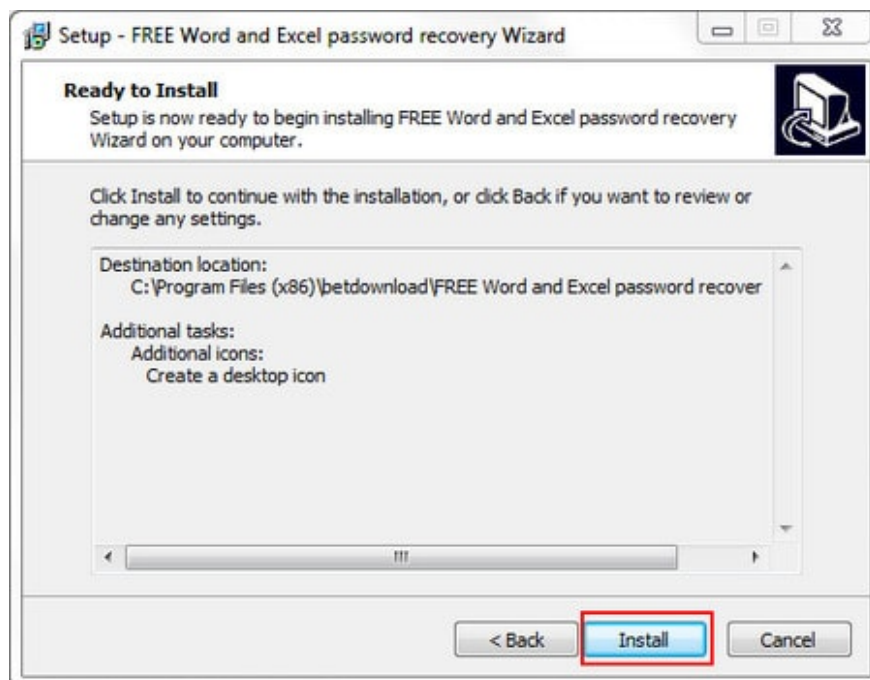 Setup - FREE Word and Excel password recovery Wizard
Ready to Install
Setup is now ready to begin installing FREE Word and Excel password recovery
Wizard on your computer.
Click Install to continue with the installation, or click Back if you want to review or
change any settings.
Destination location:
C:\Program Files (x86)\betdownload\FREE Word and Excel password recover
Additional tasks:
Additional icons:
Create a desktop icon
< Back
Install
Cancel